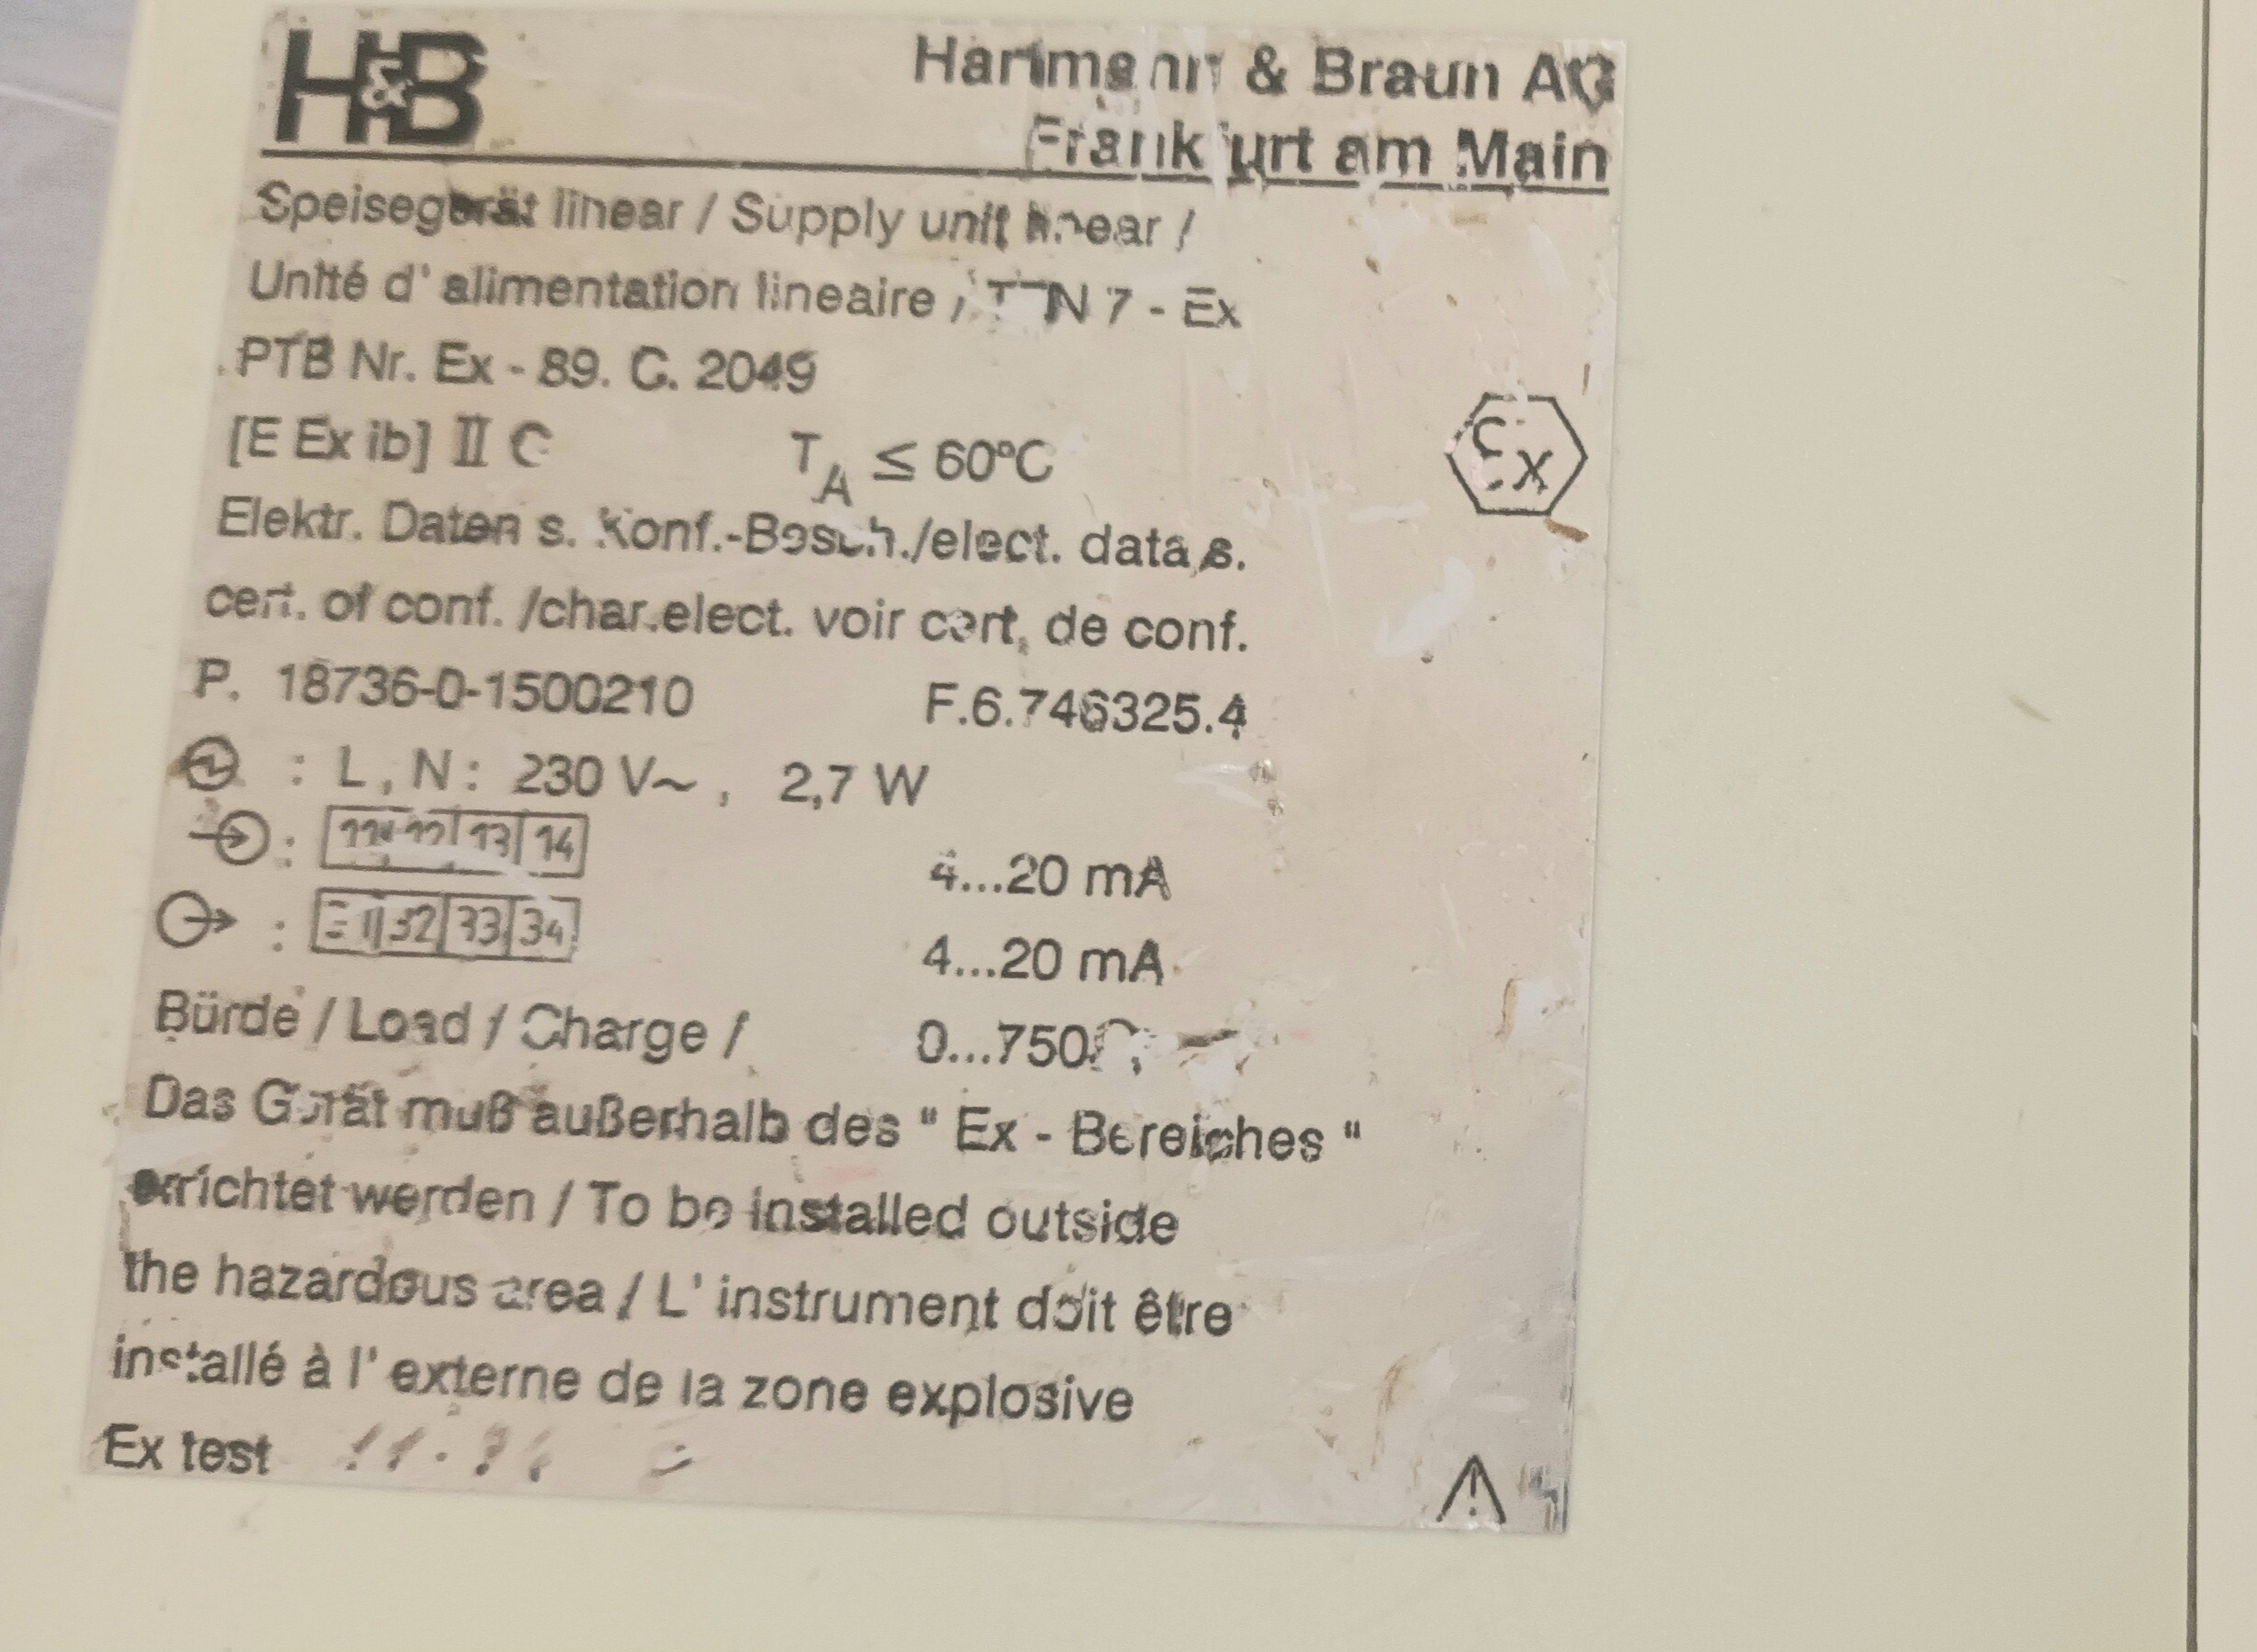 H&B
Hartmann & Braun AG
Frankfurt am Main
Speisegerät linear / Supply unit linear /
Unité d' alimentation lineaire / 7 - Ex
PTB Nr. Ex - 89. C. 2049
[E Ex ib] II C T A ≤ 60°C
Ex
Elektr. Daten s. Konf.-Besch./elect. data s.
cert. of conf. /char.elect. voir cert. de conf.
P. 18736-0-1500210 F.6.746325.4
: L, N: 230 V~ , 2,7 W
: 11 12 13 14 4...20 mA
: 31 32 33 34 4...20 mA
Bürde / Load / Charge / 0...750Ω
Das Gerät muß außerhalb des " Ex - Bereiches "
errichtet werden / To be installed outside
the hazardous area / L' instrument doit être
installé à l' externe de la zone explosive
Ex test